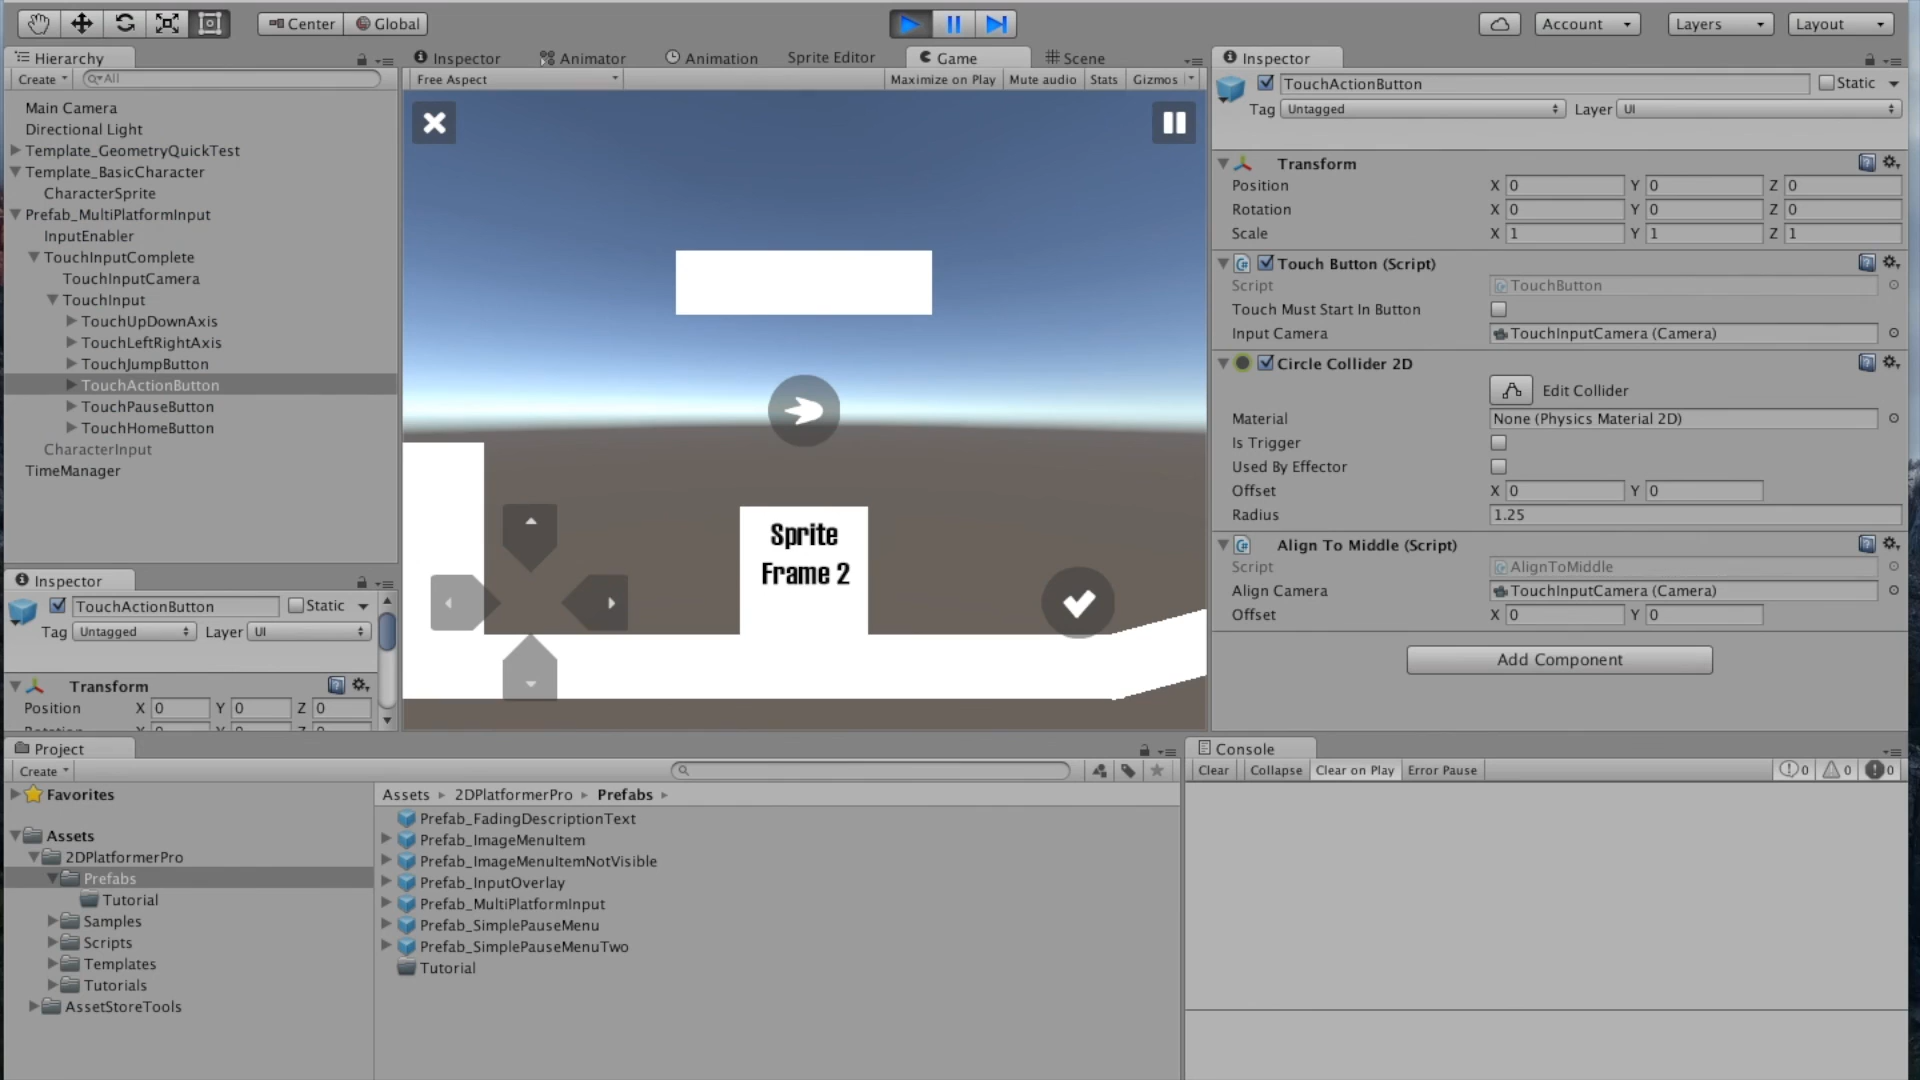 Center
Global
Account
Layers
Layout
Hierarchy
Create
All
Main Camera
Directional Light
Template_GeometryQuickTest
Template_BasicCharacter
CharacterSprite
Prefab_MultiPlatformInput
InputEnabler
TouchInputComplete
TouchInputCamera
TouchInput
TouchUpDownAxis
TouchLeftRightAxis
TouchJumpButton
TouchActionButton
TouchPauseButton
TouchHomeButton
CharacterInput
TimeManager
Inspector
TouchActionButton
Static
Tag Untagged Layer UI
Transform
Position X 0 Y 0 Z 0
Inspector Animator Animation Sprite Editor Game Scene
Free Aspect Maximize on Play Mute audio Stats Gizmos
Sprite
Frame 2
Inspector
TouchActionButton Static
Tag Untagged Layer UI
Transform
Position X 0 Y 0 Z 0
Rotation X 0 Y 0 Z 0
Scale X 1 Y 1 Z 1
Touch Button (Script)
Script TouchButton
Touch Must Start In Button
Input Camera TouchInputCamera (Camera)
Circle Collider 2D
Edit Collider
Material None (Physics Material 2D)
Is Trigger
Used By Effector
Offset X 0 Y 0
Radius 1.25
Align To Middle (Script)
Script AlignToMiddle
Align Camera TouchInputCamera (Camera)
Offset X 0 Y 0
Add Component
Project
Create
Favorites
Assets
2DPlatformerPro
Prefabs
Tutorial
Samples
Scripts
Templates
Tutorials
AssetStoreTools
Assets 2DPlatformerPro Prefabs
Prefab_FadingDescriptionText
Prefab_ImageMenuItem
Prefab_ImageMenuItemNotVisible
Prefab_InputOverlay
Prefab_MultiPlatformInput
Prefab_SimplePauseMenu
Prefab_SimplePauseMenuTwo
Tutorial
Console
Clear Collapse Clear on Play Error Pause 0 0 0